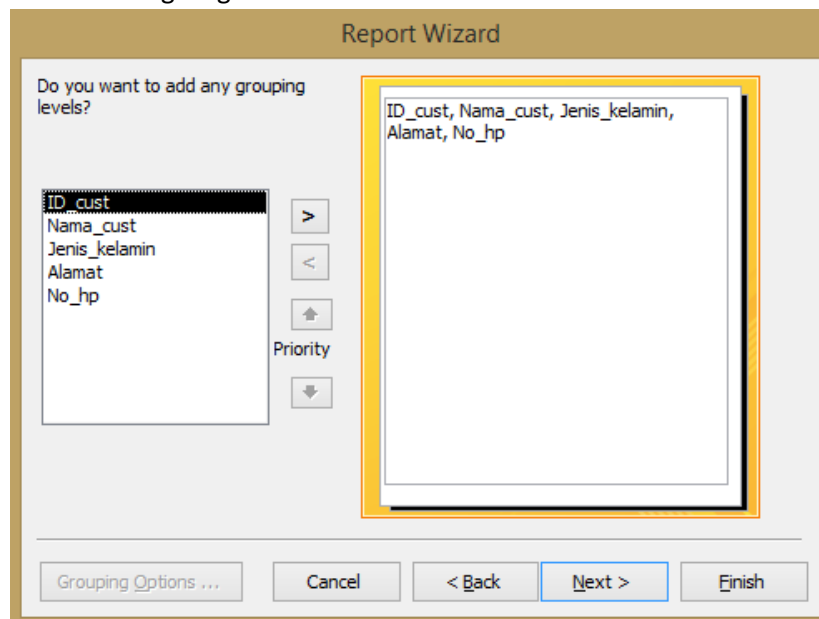 Report Wizard
Do you want to add any grouping
levels?
ID_cust
Nama_cust
Jenis_kelamin
Alamat
No_hp
>
<
Priority
ID_cust, Nama_cust, Jenis_kelamin,
Alamat, No_hp
Grouping Options ...
Cancel
< Back
Next >
Finish